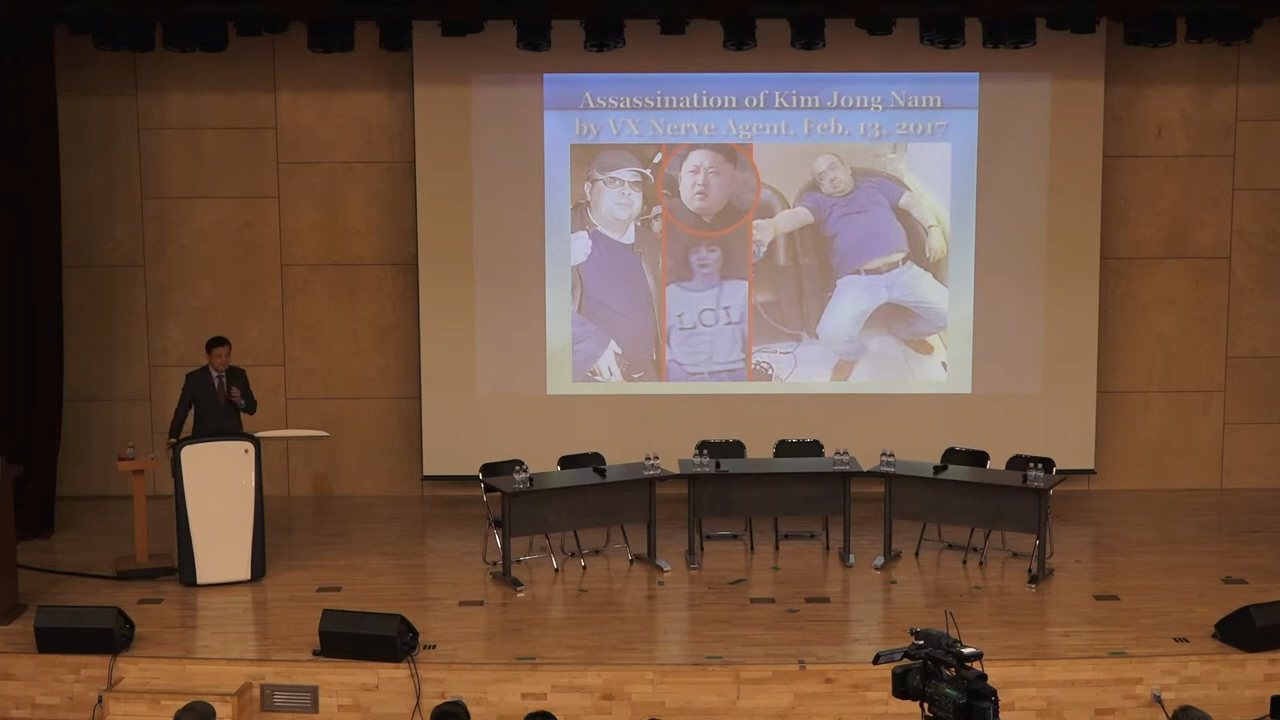 Assassination of Kim Jong Nam
by VX Nerve Agent, Feb. 13, 2017
LOL